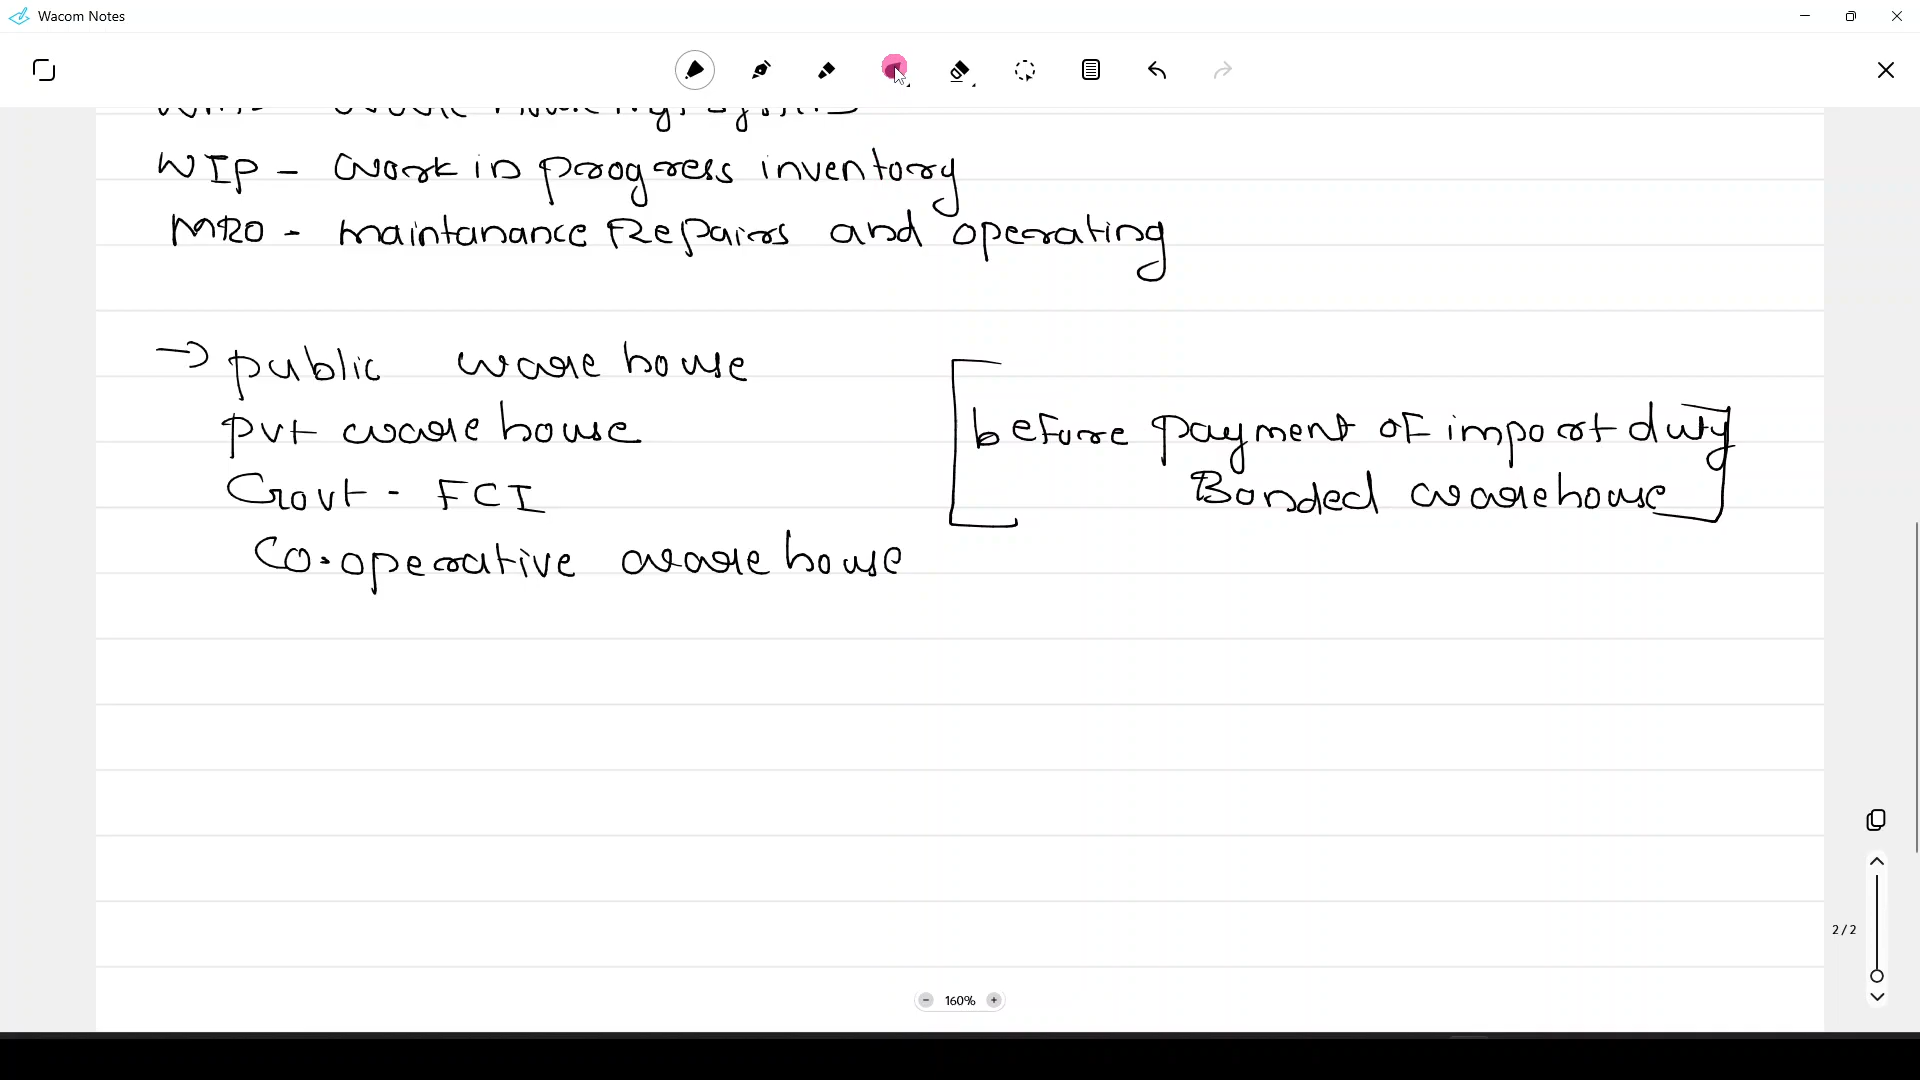 Wacom Notes
WIP - Work in progress inventory
MRO - maintanance Repairs and operating
→ public ware house
pvt ware house
Govt - FCI
Co-operative ware house
[before payment of import duty
Bonded warehouse]
2 / 2
160%